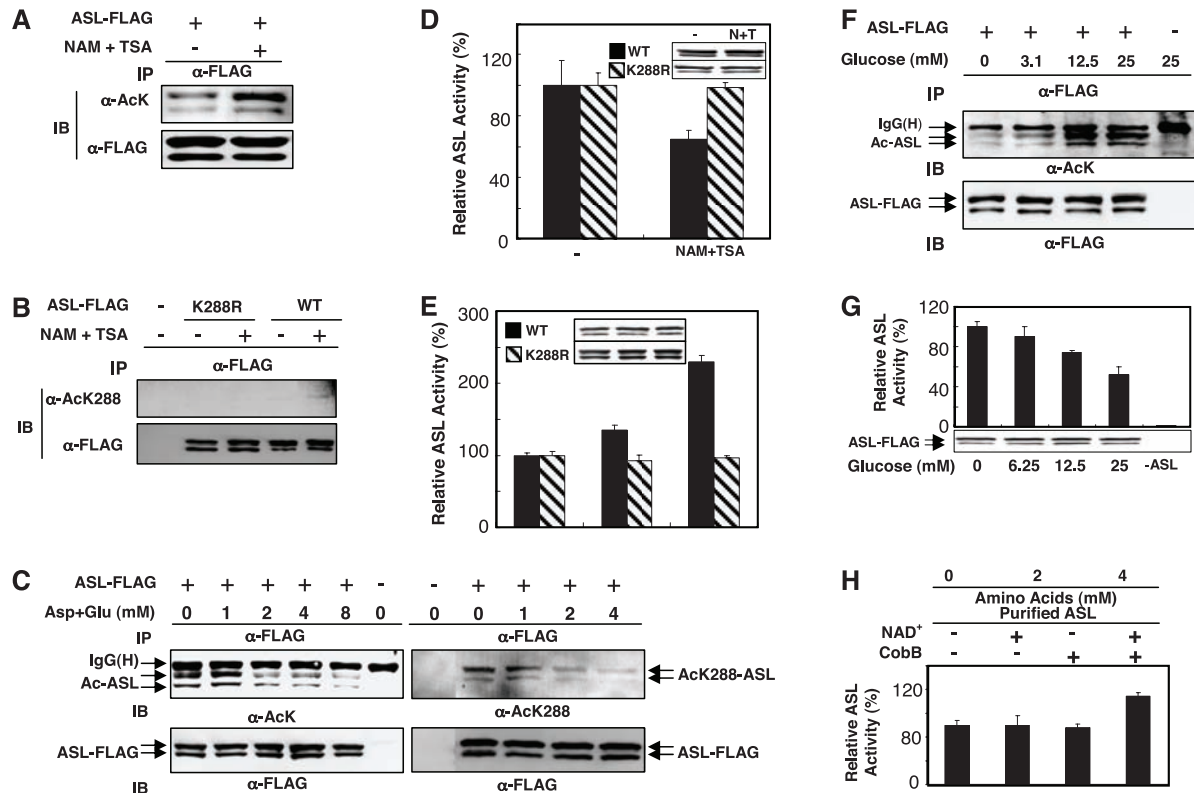 A
ASL-FLAG + +
NAM + TSA - +
IP α-FLAG
α-AcK
IB
α-FLAG
B
ASL-FLAG - K288R WT
NAM + TSA - - + - +
IP α-FLAG
α-AcK288
IB
α-FLAG
C
ASL-FLAG + + + + + - - + + + +
Asp+Glu (mM) 0 1 2 4 8 0 0 0 1 2 4
IP α-FLAG α-FLAG
IgG(H)
Ac-ASL
AcK288-ASL
IB α-AcK α-AcK288
ASL-FLAG
ASL-FLAG
IB α-FLAG α-FLAG
D
Relative ASL Activity (%)
120
80
40
0
WT
K288R
- N+T
- NAM+TSA
E
Relative ASL Activity (%)
300
200
100
0
WT
K288R
F
ASL-FLAG + + + + -
Glucose (mM) 0 3.1 12.5 25 25
IP α-FLAG
IgG(H)
Ac-ASL
IB α-AcK
ASL-FLAG
IB α-FLAG
G
Relative ASL
Activity (%)
120
80
40
0
ASL-FLAG
Glucose (mM) 0 6.25 12.5 25 -ASL
H
0 2 4
Amino Acids (mM)
Purified ASL
NAD+ - + - +
CobB - - + +
Relative ASL
Activity (%)
120
80
0